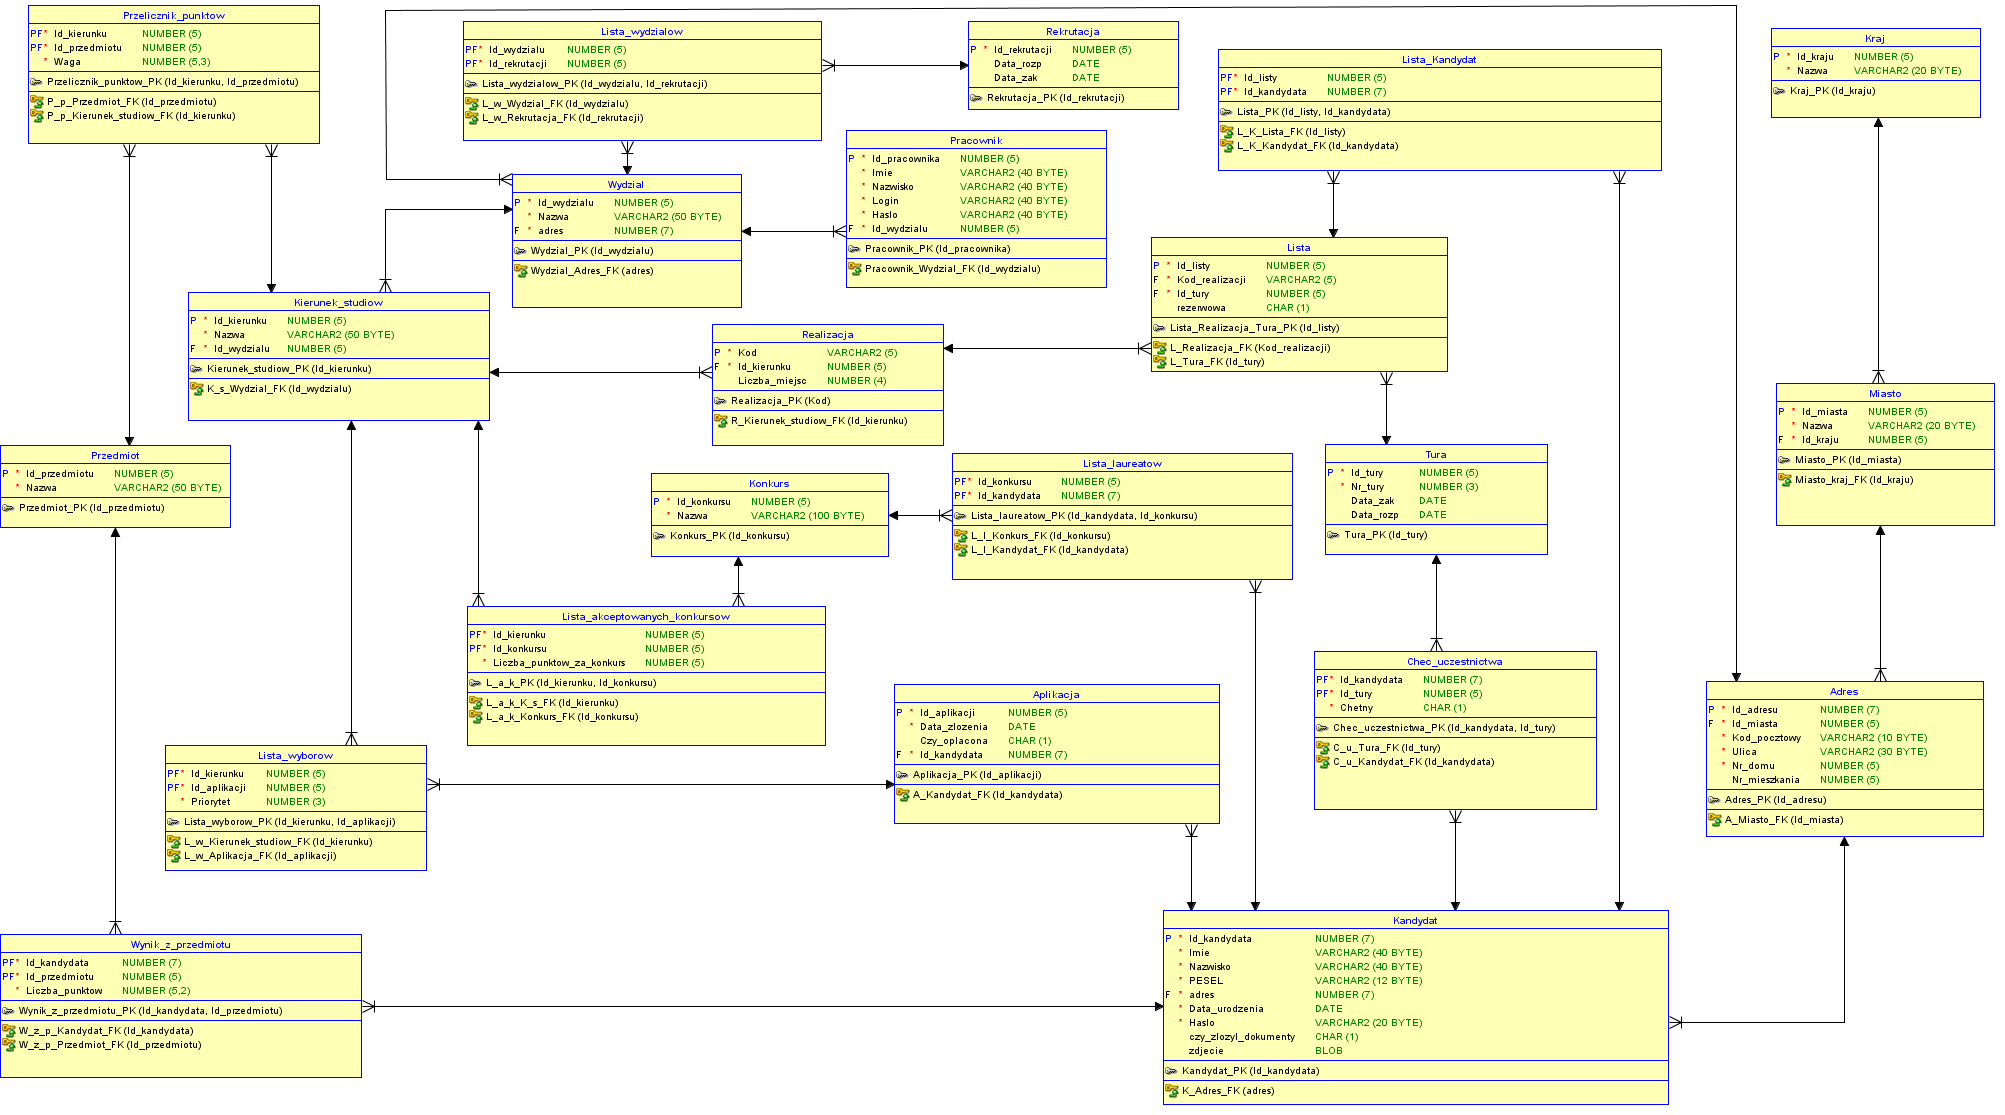 Przelicznik_punktow
PF* Id_kierunku NUMBER (5)
PF* Id_przedmiotu NUMBER (5)
* Waga NUMBER (5,3)
Przelicznik_punktow_PK (Id_kierunku, Id_przedmiotu)
P_p_Przedmiot_FK (Id_przedmiotu)
P_p_Kierunek_studiow_FK (Id_kierunku)
Lista_wydzialow
PF* Id_wydzialu NUMBER (5)
PF* Id_rekrutacji NUMBER (5)
Lista_wydzialow_PK (Id_wydzialu, Id_rekrutacji)
L_w_Wydzial_FK (Id_wydzialu)
L_w_Rekrutacja_FK (Id_rekrutacji)
Rekrutacja
P * Id_rekrutacji NUMBER (5)
Data_rozp DATE
Data_zak DATE
Rekrutacja_PK (Id_rekrutacji)
Lista_Kandydat
PF* Id_listy NUMBER (5)
PF* Id_kandydata NUMBER (7)
Lista_PK (Id_listy, Id_kandydata)
L_K_Lista_FK (Id_listy)
L_K_Kandydat_FK (Id_kandydata)
Kraj
P * Id_kraju NUMBER (5)
* Nazwa VARCHAR2 (20 BYTE)
Kraj_PK (Id_kraju)
Wydzial
P * Id_wydzialu NUMBER (5)
* Nazwa VARCHAR2 (50 BYTE)
F * adres NUMBER (7)
Wydzial_PK (Id_wydzialu)
Wydzial_Adres_FK (adres)
Pracownik
P * Id_pracownika NUMBER (5)
* Imie VARCHAR2 (40 BYTE)
* Nazwisko VARCHAR2 (40 BYTE)
* Login VARCHAR2 (40 BYTE)
* Haslo VARCHAR2 (40 BYTE)
F * Id_wydzialu NUMBER (5)
Pracownik_PK (Id_pracownika)
Pracownik_Wydzial_FK (Id_wydzialu)
Lista
P * Id_listy NUMBER (5)
F * Kod_realizacji VARCHAR2 (5)
F * Id_tury NUMBER (5)
rezerwowa CHAR (1)
Lista_Realizacja_Tura_PK (Id_listy)
L_Realizacja_FK (Kod_realizacji)
L_Tura_FK (Id_tury)
Kierunek_studiow
P * Id_kierunku NUMBER (5)
* Nazwa VARCHAR2 (50 BYTE)
F * Id_wydzialu NUMBER (5)
Kierunek_studiow_PK (Id_kierunku)
K_s_Wydzial_FK (Id_wydzialu)
Realizacja
P * Kod VARCHAR2 (5)
F * Id_kierunku NUMBER (5)
Liczba_miejsc NUMBER (4)
Realizacja_PK (Kod)
R_Kierunek_studiow_FK (Id_kierunku)
Miasto
P * Id_miasta NUMBER (5)
* Nazwa VARCHAR2 (20 BYTE)
F * Id_kraju NUMBER (5)
Miasto_PK (Id_miasta)
Miasto_kraj_FK (Id_kraju)
Przedmiot
P * Id_przedmiotu NUMBER (5)
* Nazwa VARCHAR2 (50 BYTE)
Przedmiot_PK (Id_przedmiotu)
Konkurs
P * Id_konkursu NUMBER (5)
* Nazwa VARCHAR2 (100 BYTE)
Konkurs_PK (Id_konkursu)
Lista_laureatow
PF* Id_konkursu NUMBER (5)
PF* Id_kandydata NUMBER (7)
Lista_laureatow_PK (Id_kandydata, Id_konkursu)
L_l_Konkurs_FK (Id_konkursu)
L_l_Kandydat_FK (Id_kandydata)
Tura
P * Id_tury NUMBER (5)
* Nr_tury NUMBER (3)
Data_zak DATE
Data_rozp DATE
Tura_PK (Id_tury)
Lista_akceptowanych_konkursow
PF* Id_kierunku NUMBER (5)
PF* Id_konkursu NUMBER (5)
* Liczba_punktow_za_konkurs NUMBER (5)
L_a_k_PK (Id_kierunku, Id_konkursu)
L_a_k_K_s_FK (Id_kierunku)
L_a_k_Konkurs_FK (Id_konkursu)
Aplikacja
P * Id_aplikacji NUMBER (5)
* Data_zlozenia DATE
Czy_oplacona CHAR (1)
F * Id_kandydata NUMBER (7)
Aplikacja_PK (Id_aplikacji)
A_Kandydat_FK (Id_kandydata)
Chec_uczestnictwa
PF* Id_kandydata NUMBER (7)
PF* Id_tury NUMBER (5)
* Chetny CHAR (1)
Chec_uczestnictwa_PK (Id_kandydata, Id_tury)
C_u_Tura_FK (Id_tury)
C_u_Kandydat_FK (Id_kandydata)
Adres
P * Id_adresu NUMBER (7)
F * Id_miasta NUMBER (5)
* Kod_pocztowy VARCHAR2 (10 BYTE)
* Ulica VARCHAR2 (30 BYTE)
* Nr_domu NUMBER (5)
Nr_mieszkania NUMBER (5)
Adres_PK (Id_adresu)
A_Miasto_FK (Id_miasta)
Lista_wyborow
PF* Id_kierunku NUMBER (5)
PF* Id_aplikacji NUMBER (5)
* Priorytet NUMBER (3)
Lista_wyborow_PK (Id_kierunku, Id_aplikacji)
L_w_Kierunek_studiow_FK (Id_kierunku)
L_w_Aplikacja_FK (Id_aplikacji)
Wynik_z_przedmiotu
PF* Id_kandydata NUMBER (7)
PF* Id_przedmiotu NUMBER (5)
* Liczba_punktow NUMBER (5,2)
Wynik_z_przedmiotu_PK (Id_kandydata, Id_przedmiotu)
W_z_p_Kandydat_FK (Id_kandydata)
W_z_p_Przedmiot_FK (Id_przedmiotu)
Kandydat
P * Id_kandydata NUMBER (7)
* Imie VARCHAR2 (40 BYTE)
* Nazwisko VARCHAR2 (40 BYTE)
* PESEL VARCHAR2 (12 BYTE)
F * adres NUMBER (7)
* Data_urodzenia DATE
* Haslo VARCHAR2 (20 BYTE)
czy_zlozyl_dokumenty CHAR (1)
zdjecie BLOB
Kandydat_PK (Id_kandydata)
K_Adres_FK (adres)